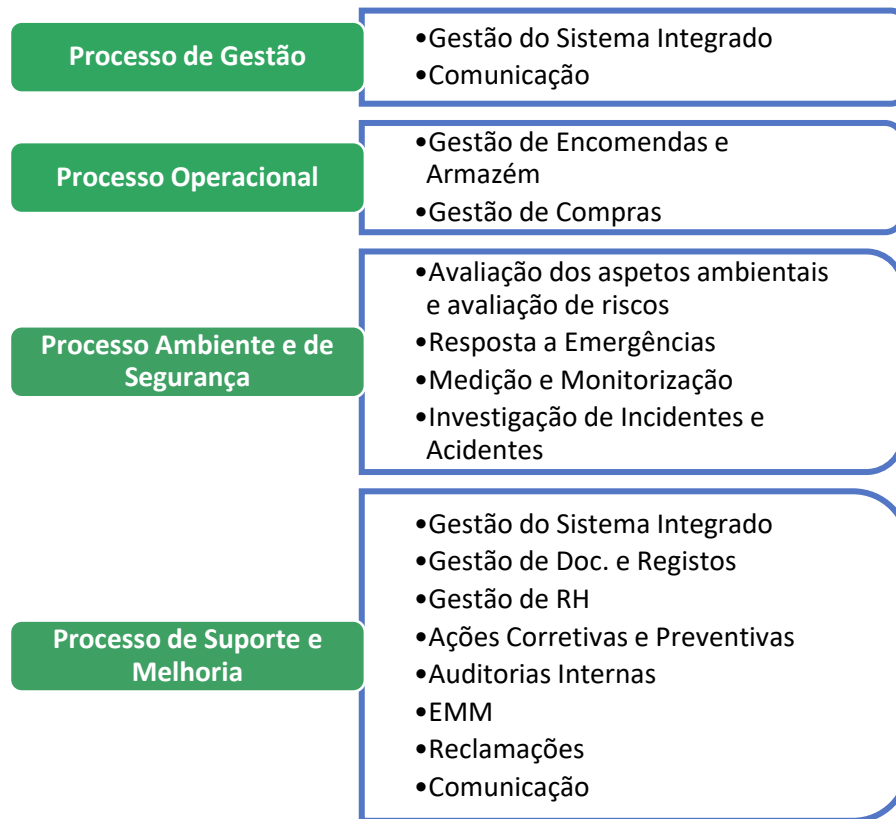 Processo de Gestão
•Gestão do Sistema Integrado
•Comunicação
Processo Operacional
•Gestão de Encomendas e
Armazém
•Gestão de Compras
Processo Ambiente e de
Segurança
•Avaliação dos aspetos ambientais
e avaliação de riscos
•Resposta a Emergências
•Medição e Monitorização
•Investigação de Incidentes e
Acidentes
Processo de Suporte e
Melhoria
•Gestão do Sistema Integrado
•Gestão de Doc. e Registos
•Gestão de RH
•Ações Corretivas e Preventivas
•Auditorias Internas
•EMM
•Reclamações
•Comunicação